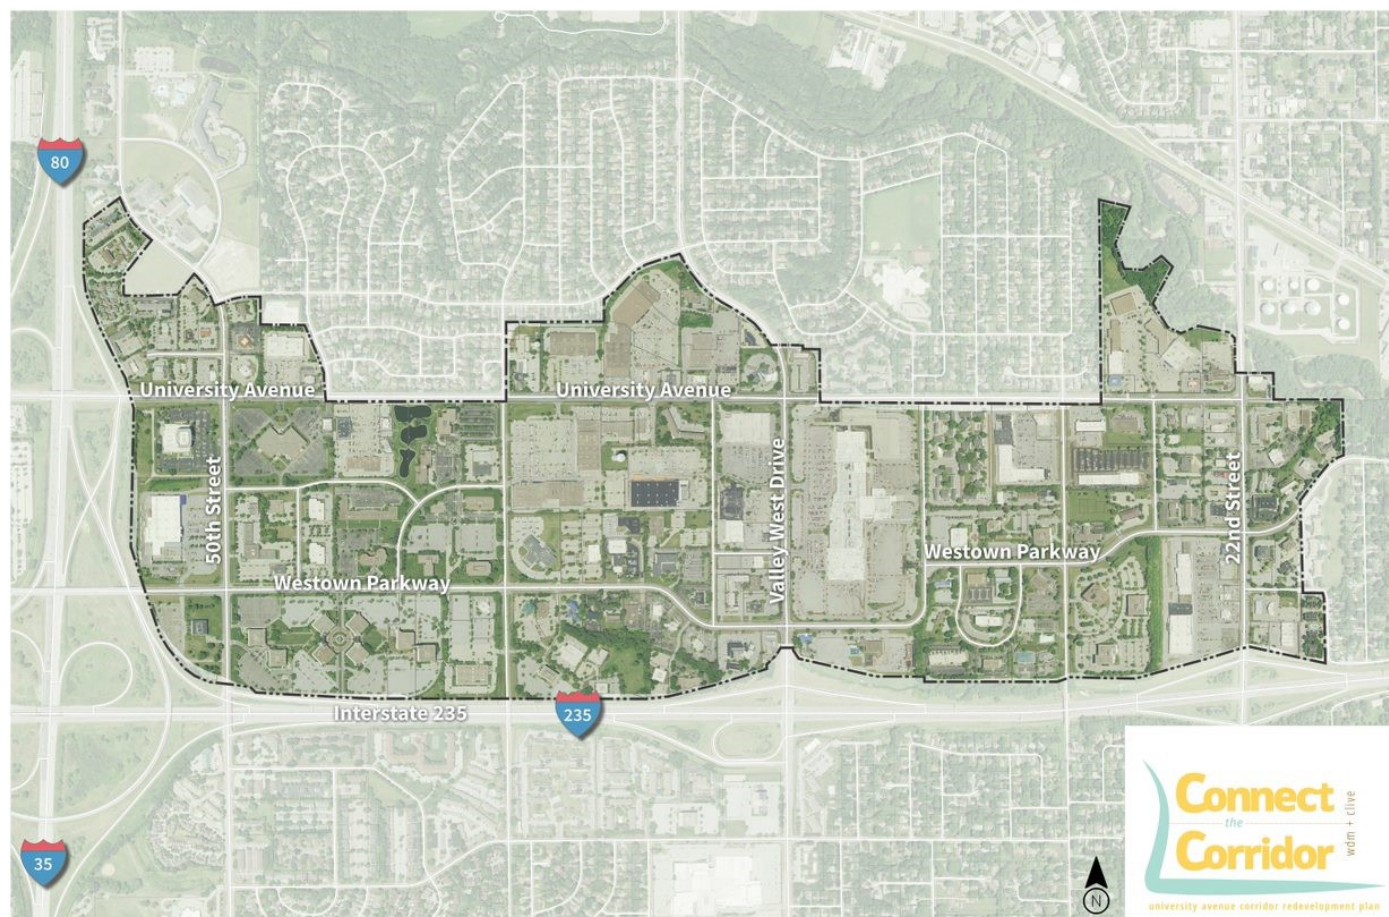 80
University Avenue
University Avenue
50th Street
Valley West Drive
22nd Street
Westown Parkway
Westown Parkway
Interstate 235
235
35
N
Connect
the
Corridor
wdm + clive
university avenue corridor redevelopment plan